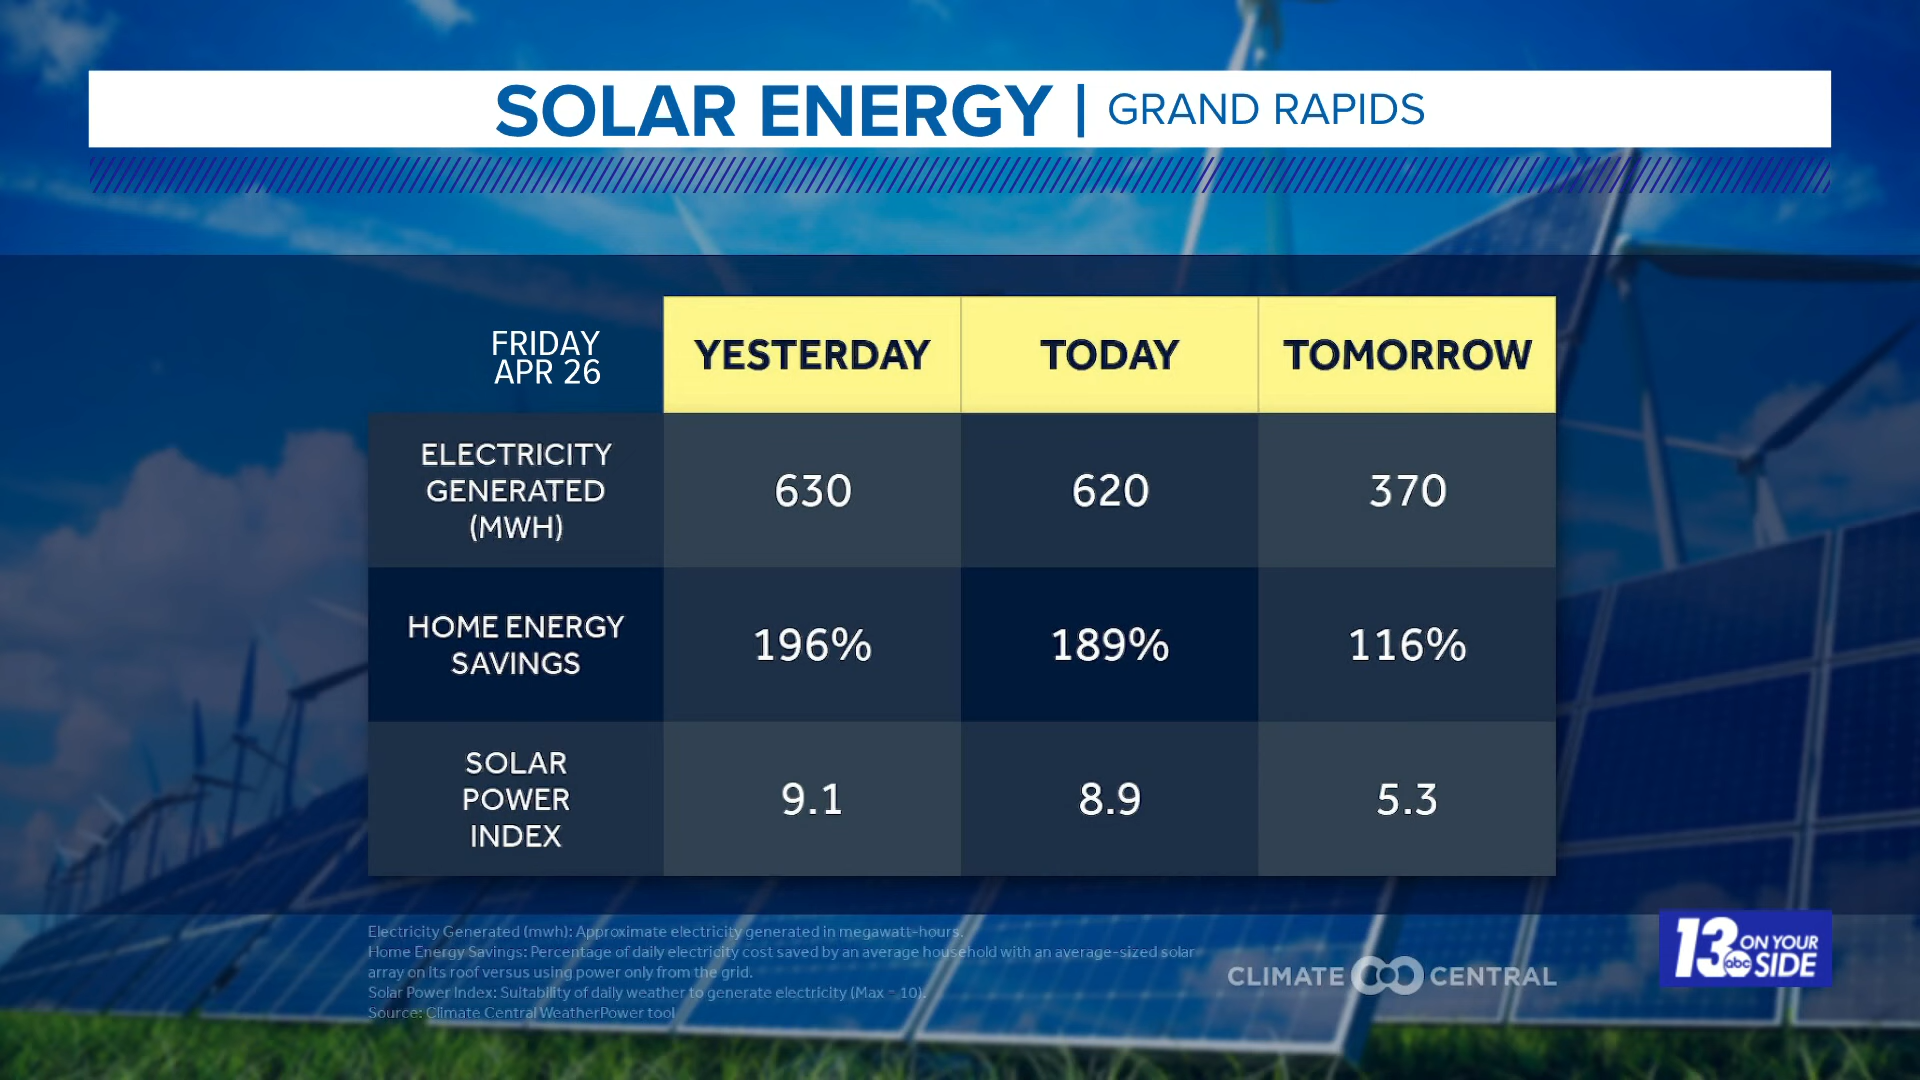 SOLAR ENERGY | GRAND RAPIDS
FRIDAY
APR 26
YESTERDAY
TODAY
TOMORROW
ELECTRICITY
GENERATED
(MWH)
630
620
370
HOME ENERGY
SAVINGS
196%
189%
116%
SOLAR
POWER
INDEX
9.1
8.9
5.3
Electricity Generated (mwh): Approximate electricity generated in megawatt-hours.
Home Energy Savings: Percentage of daily electricity cost saved by an average household with an average-sized solar
array on its roof versus using power only from the grid.
Solar Power Index: Suitability of daily weather to generate electricity (Max = 10).
Source: Climate Central WeatherPower tool
CLIMATE CENTRAL
13 abc ON YOUR
SIDE